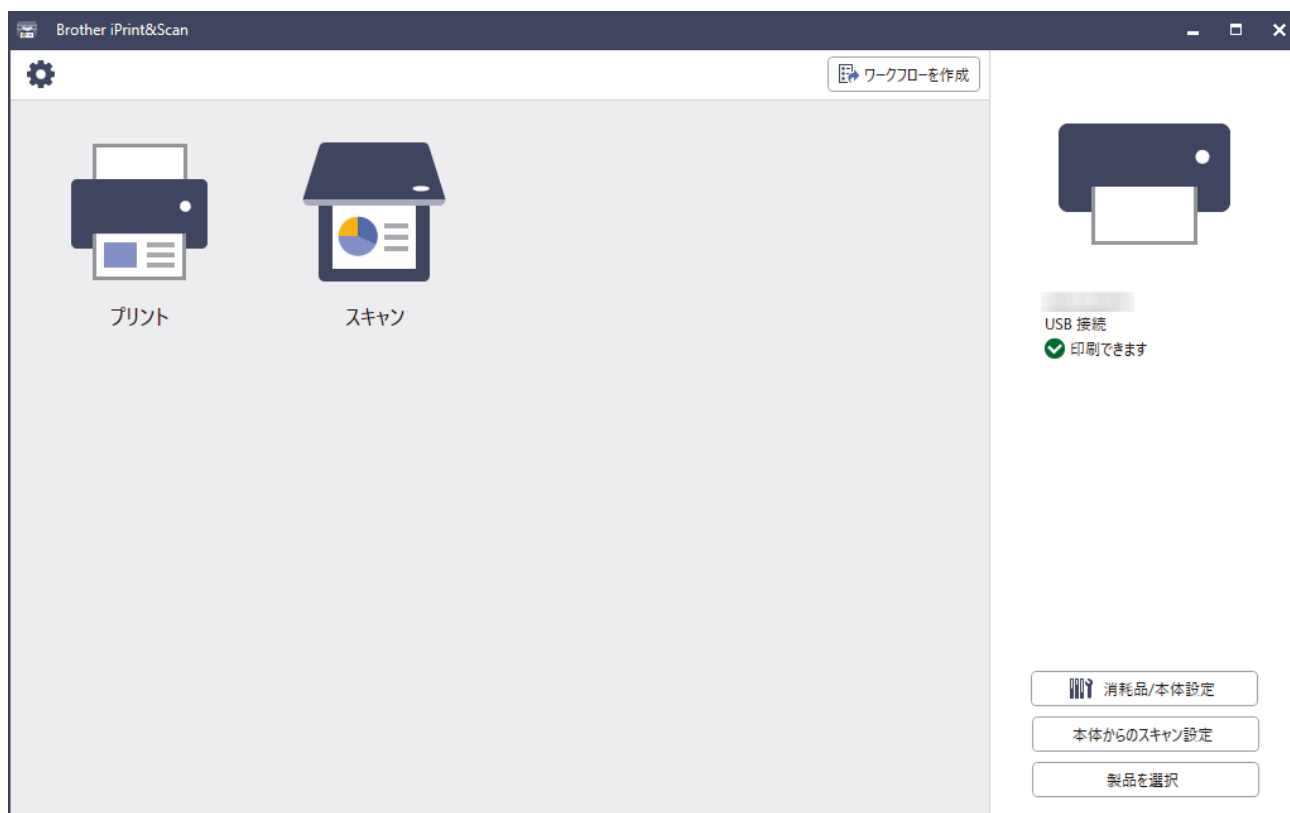 Brother iPrint&Scan
ワークフローを作成
プリント
スキャン
USB 接続
印刷できます
消耗品/本体設定
本体からのスキャン設定
製品を選択